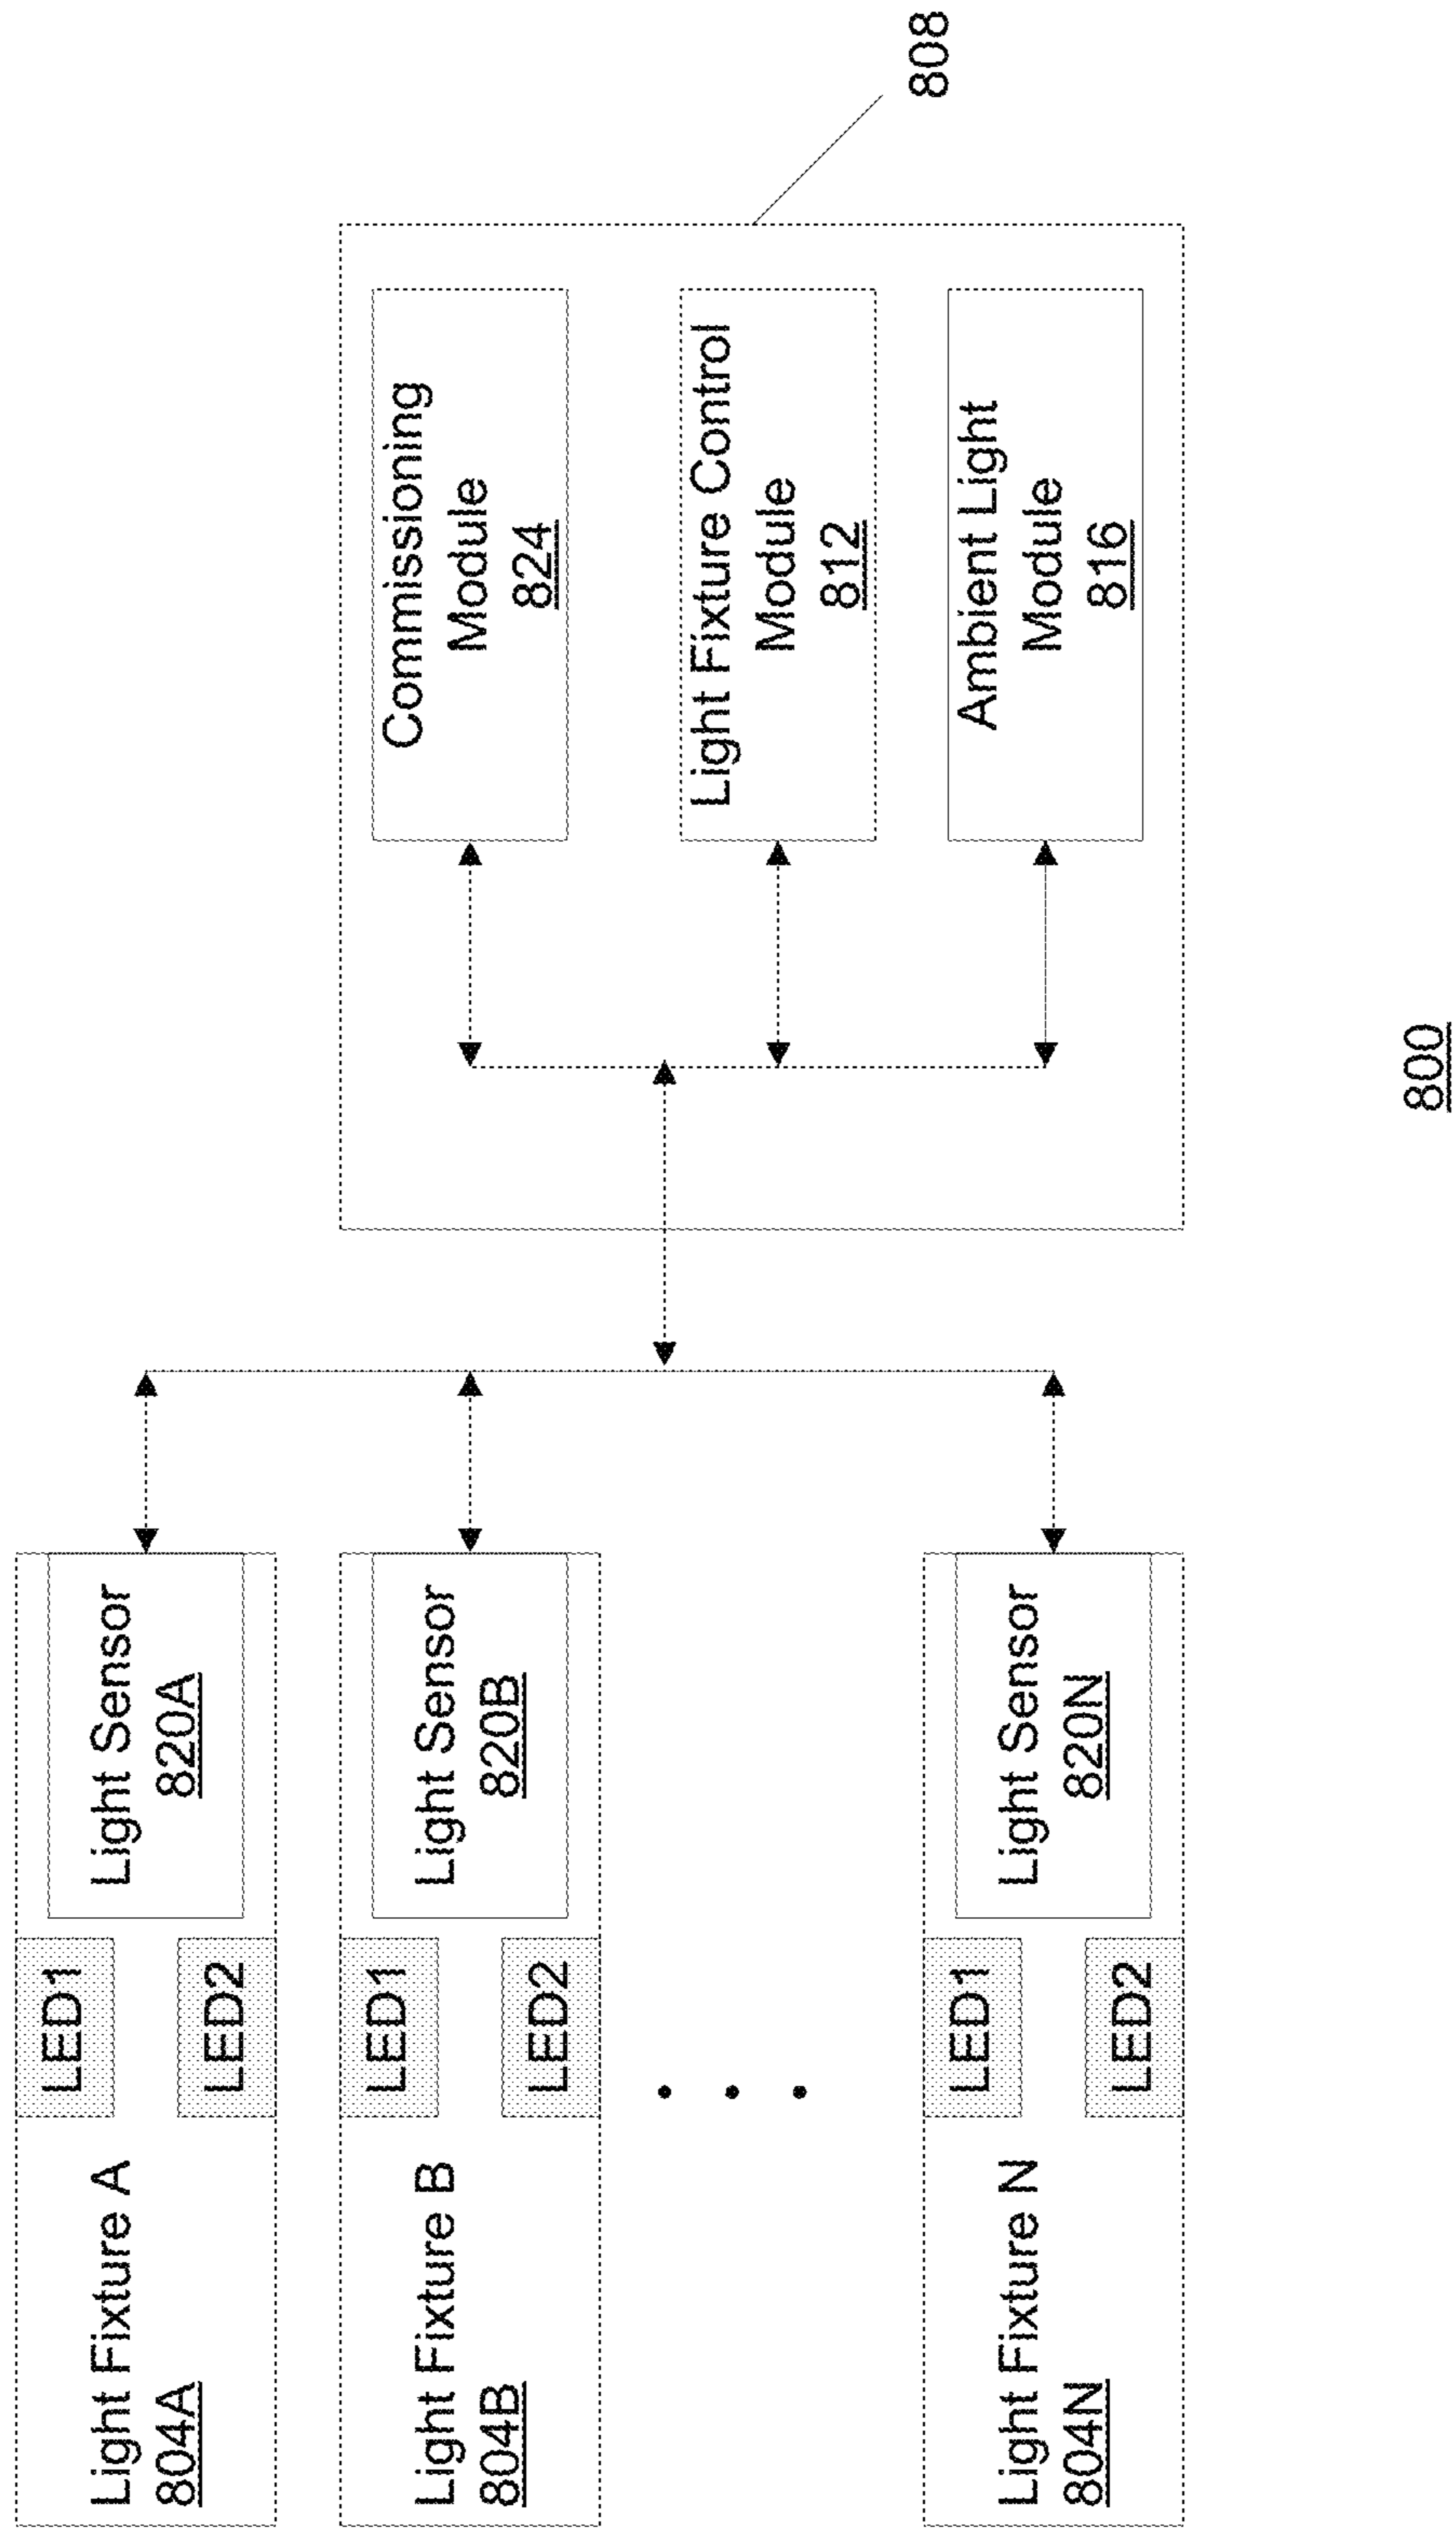 Light Fixture A
804A
LED1
LED2
Light Sensor
820A
Light Fixture B
804B
LED1
LED2
Light Sensor
820B
Light Fixture N
804N
LED1
LED2
Light Sensor
820N
Commissioning
Module
824
Light Fixture Control
Module
812
Ambient Light
Module
816
808
800